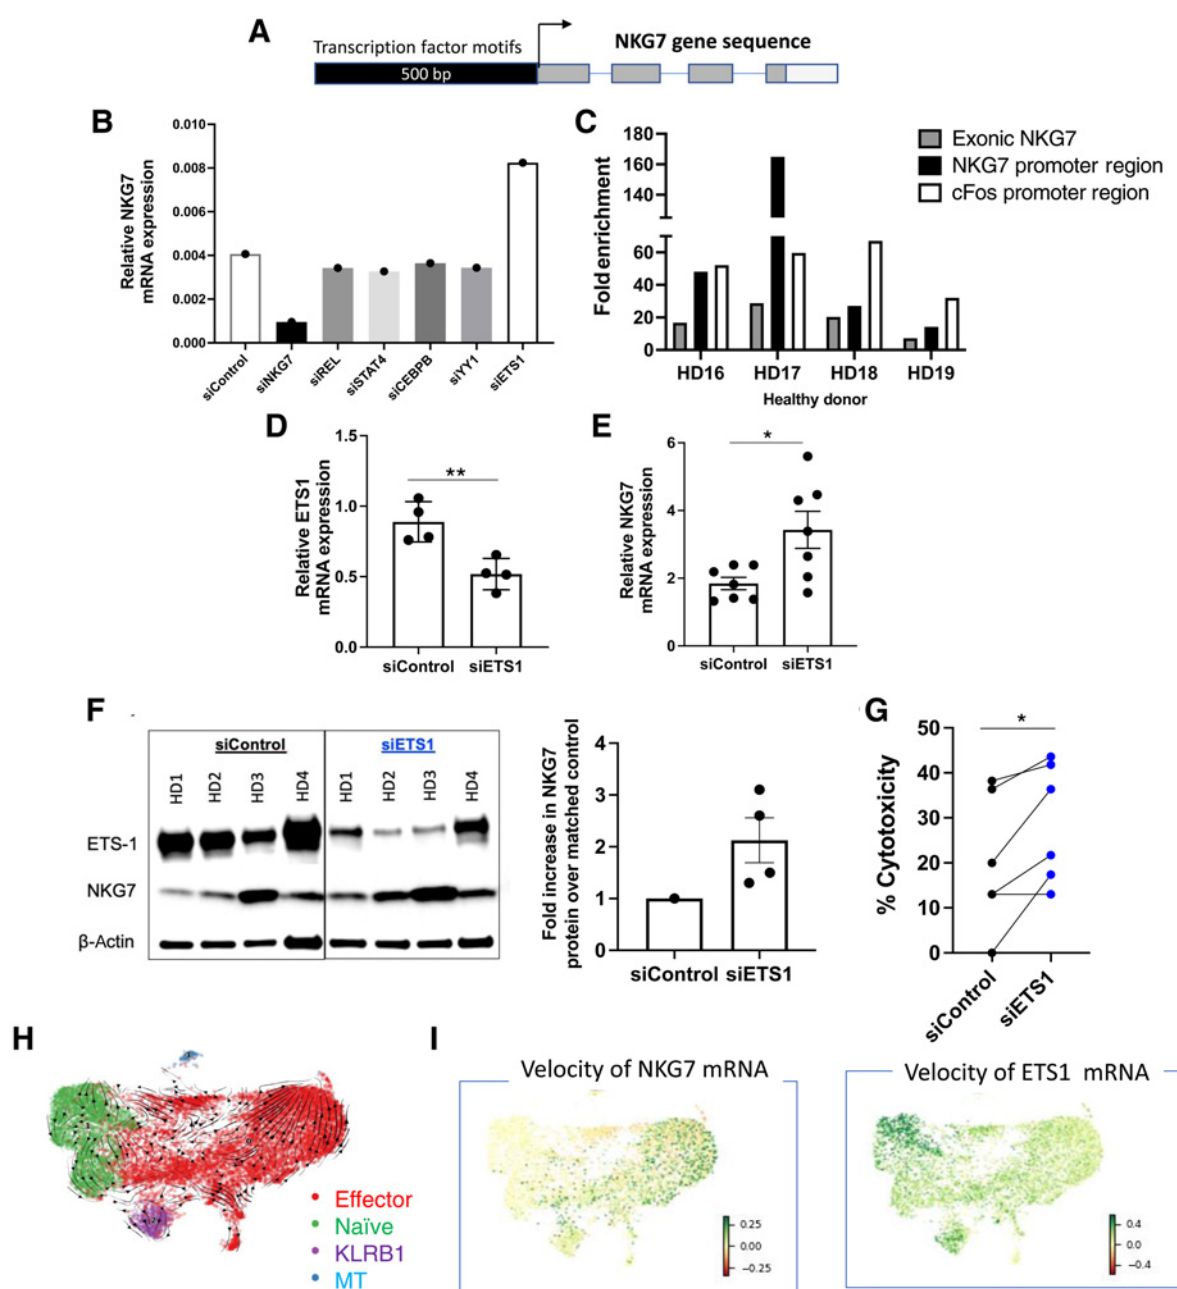 A
Transcription factor motifs
NKG7 gene sequence
500 bp
B
Relative NKG7
mRNA expression
0.010
0.008
0.006
0.004
0.002
0.000
siControl
siNKG7
siREL
siSTAT4
siCEBPB
siYY1
siETS1
C
Fold enrichment
180
160
140
120
60
40
20
0
HD16
HD17
HD18
HD19
Healthy donor
Exonic NKG7
NKG7 promoter region
cFos promoter region
D
Relative ETS1
mRNA expression
1.5
1.0
0.5
0.0
**
siControl
siETS1
E
Relative NKG7
mRNA expression
6
4
2
0
*
siControl
siETS1
F
siControl
siETS1
HD1
HD2
HD3
HD4
HD1
HD2
HD3
HD4
ETS-1
NKG7
β-Actin
Fold increase in NKG7
protein over matched control
4
3
2
1
0
siControl
siETS1
G
% Cytotoxicity
50
40
30
20
10
0
*
siControl
siETS1
H
Effector
Naïve
KLRB1
MT
I
Velocity of NKG7 mRNA
0.25
0.00
−0.25
Velocity of ETS1 mRNA
0.4
0.0
−0.4